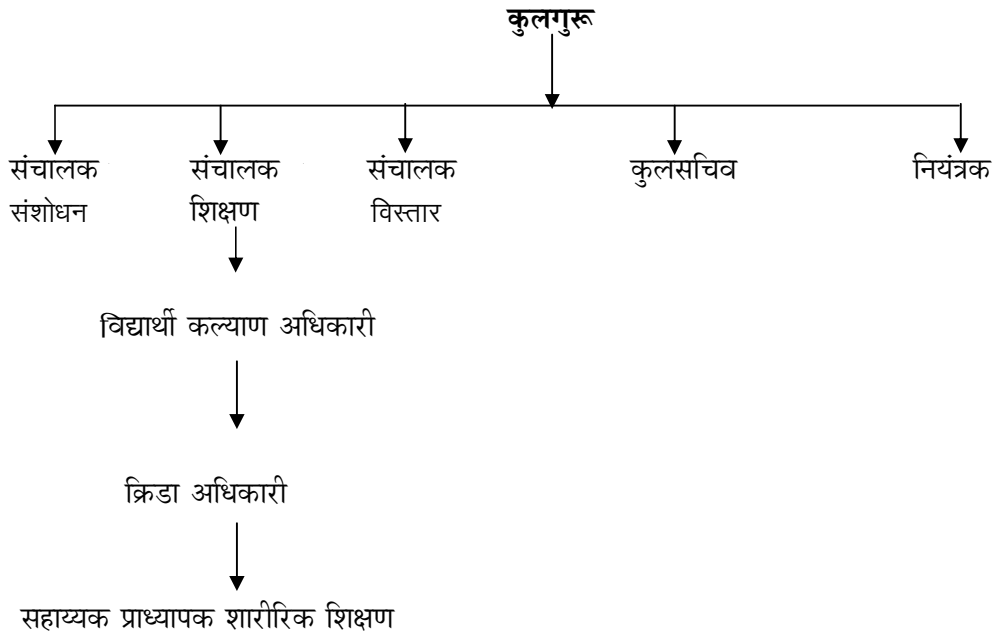 कुलगुरू
संचालक संचालक संचालक कुलसचिव नियंत्रक
संशोधन शिक्षण विस्तार
विद्यार्थी कल्याण अधिकारी
क्रिडा अधिकारी
सहाय्यक प्राध्यापक शारीरिक शिक्षण